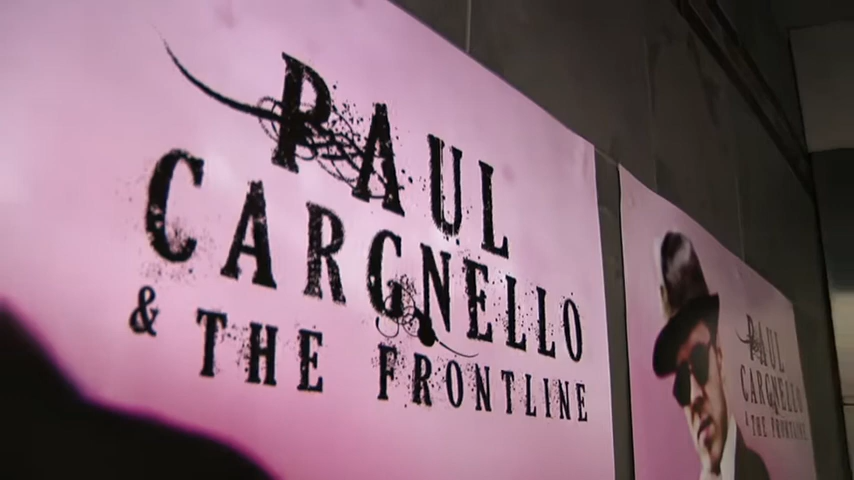 PAUL
CARGNELLO
& THE FRONTLINE
PAUL
CARGNELLO
& THE FRONTLINE